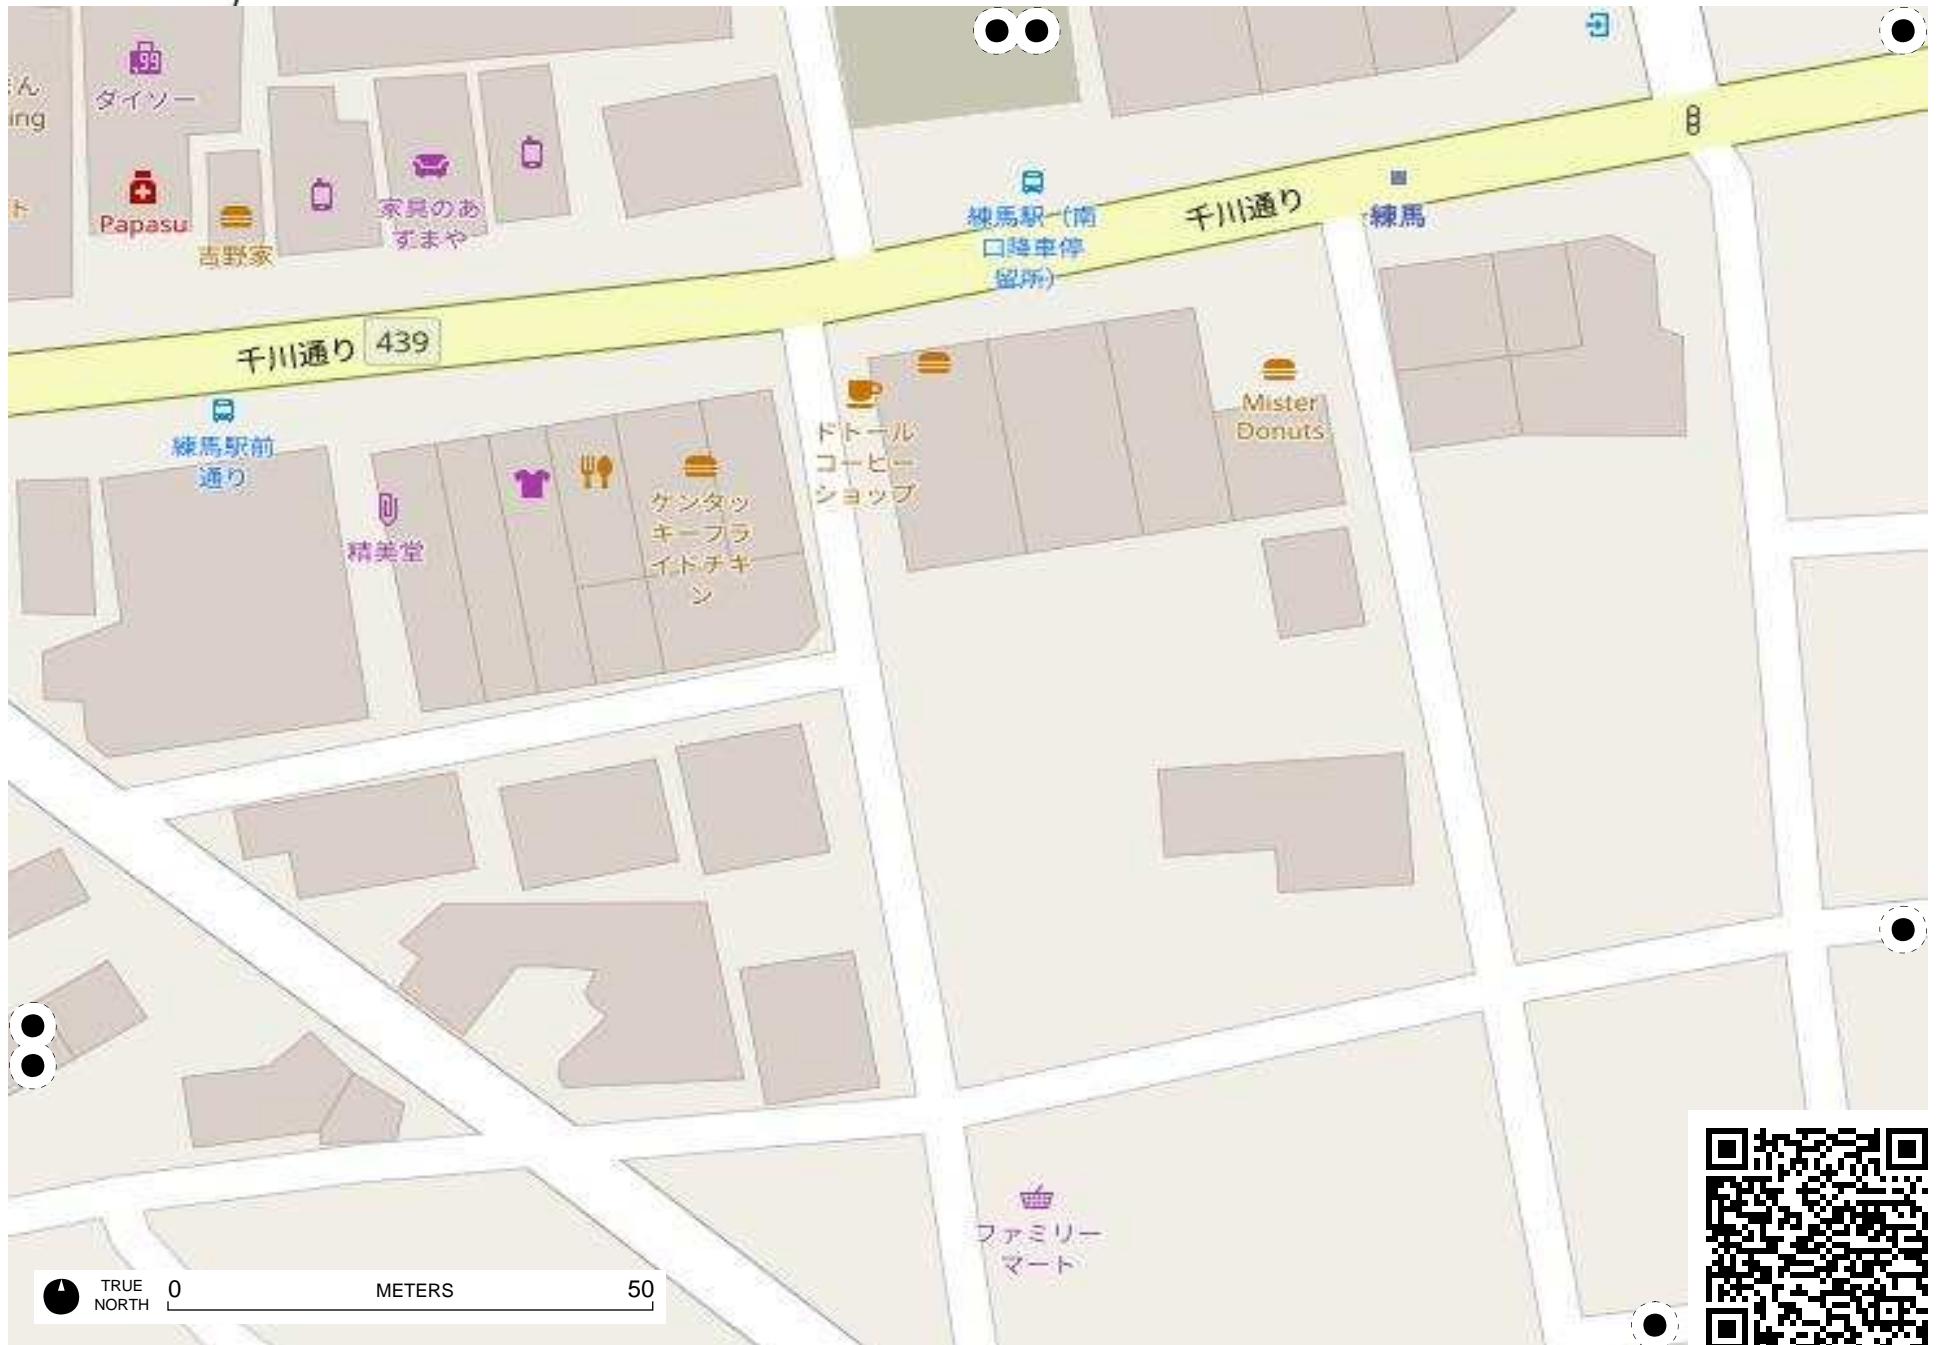 ダイソー
ing
Papasu
吉野家
家具のあ
ずまや
練馬駅（南
口降車停
留所）
千川通り
練馬
千川通り
439
練馬駅前
通り
精美堂
ケンタッ
キーフラ
イドチキ
ン
ドトール
コーヒー
ショップ
Mister
Donuts
ファミリー
マート
TRUE
NORTH
0
METERS
50